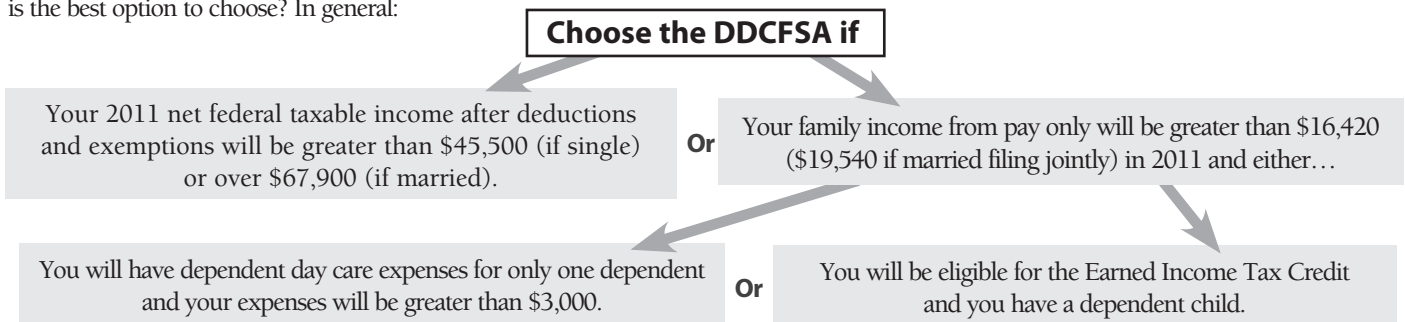 is the best option to choose? In general:
Choose the DDCFSA if
Your 2011 net federal taxable income after deductions
and exemptions will be greater than $45,500 (if single)
or over $67,900 (if married).
Or
Your family income from pay only will be greater than $16,420
($19,540 if married filing jointly) in 2011 and either…
You will have dependent day care expenses for only one dependent
and your expenses will be greater than $3,000.
Or
You will be eligible for the Earned Income Tax Credit
and you have a dependent child.